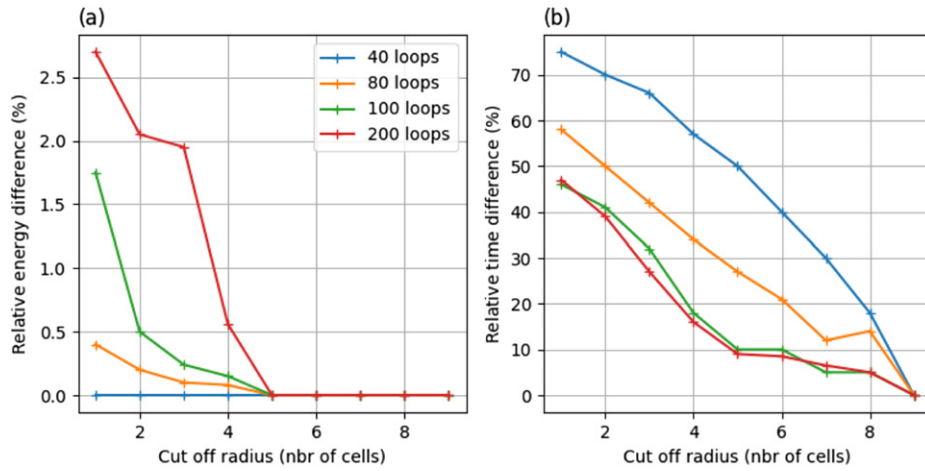 (a)
Relative energy difference (%)
2.5
2.0
1.5
1.0
0.5
0.0
2 4 6 8
Cut off radius (nbr of cells)
40 loops
80 loops
100 loops
200 loops
(b)
Relative time difference (%)
70
60
50
40
30
20
10
0
2 4 6 8
Cut off radius (nbr of cells)